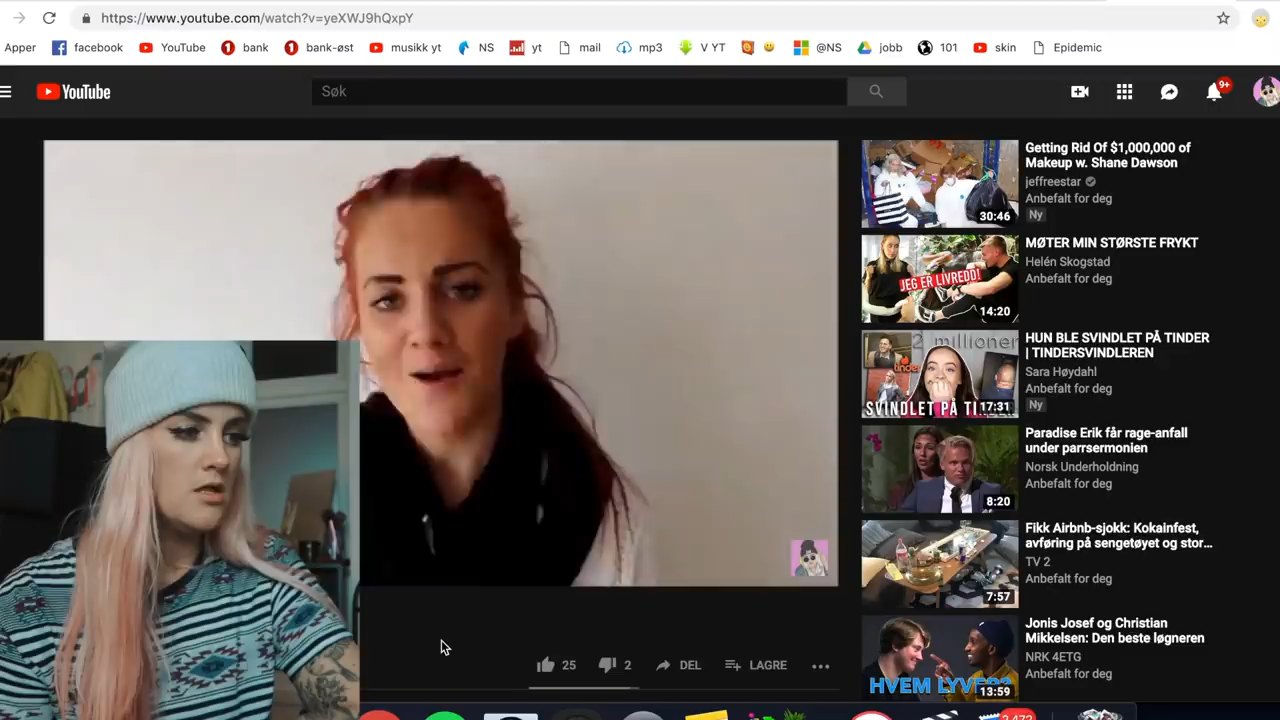 https://www.youtube.com/watch?v=yeXWJ9hQxpY
Apper facebook YouTube bank bank-øst musikk yt NS yt mail mp3 V YT @NS jobb 101 skin Epidemic
YouTube
Søk
9+
30:46
Getting Rid Of $1,000,000 of
Makeup w. Shane Dawson
jeffreestar
Anbefalt for deg
Ny
JEG ER LIVREDD!
14:20
MØTER MIN STØRSTE FRYKT
Helén Skogstad
Anbefalt for deg
2 millioner
tinder
SVINDLET PÅ
17:31
HUN BLE SVINDLET PÅ TINDER
| TINDERSVINDLEREN
Sara Høydahl
Anbefalt for deg
Ny
8:20
Paradise Erik får rage-anfall
under parrsermonien
Norsk Underholdning
Anbefalt for deg
7:57
Fikk Airbnb-sjokk: Kokainfest,
avføring på sengetøyet og stor...
TV 2
Anbefalt for deg
HVEM LYVER?
13:59
Jonis Josef og Christian
Mikkelsen: Den beste løgneren
NRK 4ETG
Anbefalt for deg
25 2 DEL LAGRE
2.472